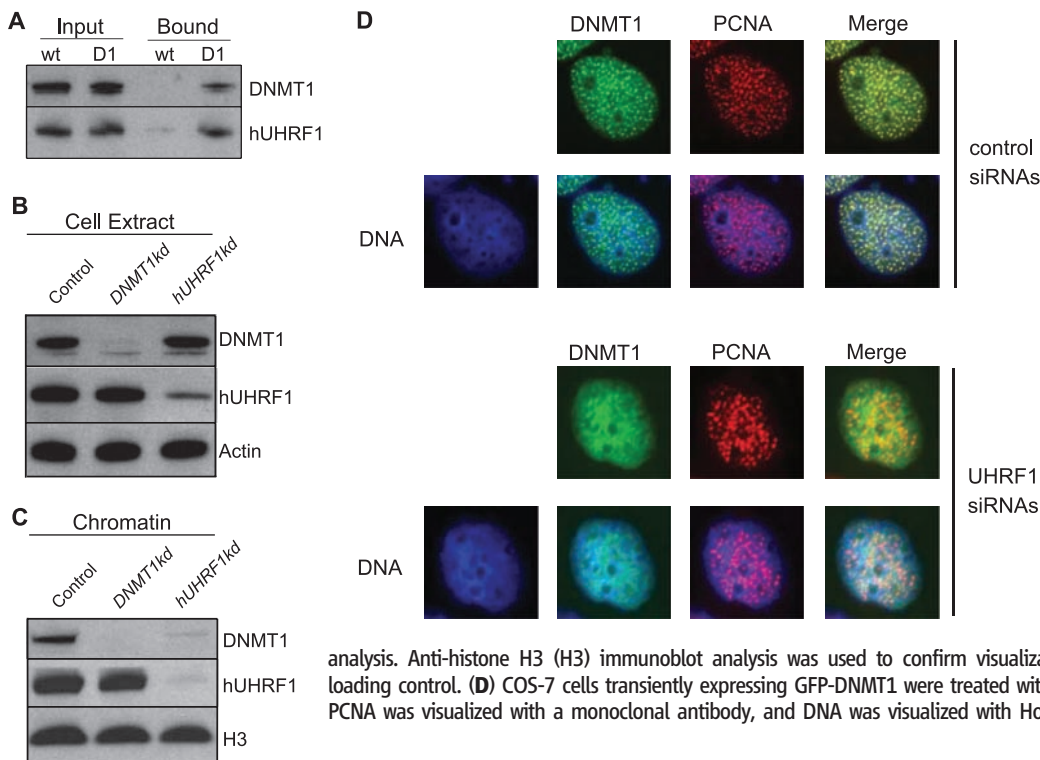 A
Input Bound
wt D1 wt D1
DNMT1
hUHRF1
B
Cell Extract
Control DNMT1kd hUHRF1kd
DNMT1
hUHRF1
Actin
C
Chromatin
Control DNMT1kd hUHRF1kd
DNMT1
hUHRF1
H3
D
DNMT1 PCNA Merge
control
siRNAs
DNA
DNMT1 PCNA Merge
UHRF1
siRNAs
DNA
analysis. Anti-histone H3 (H3) immunoblot analysis was used to confirm visualiza
loading control. (D) COS-7 cells transiently expressing GFP-DNMT1 were treated wit
PCNA was visualized with a monoclonal antibody, and DNA was visualized with Ho